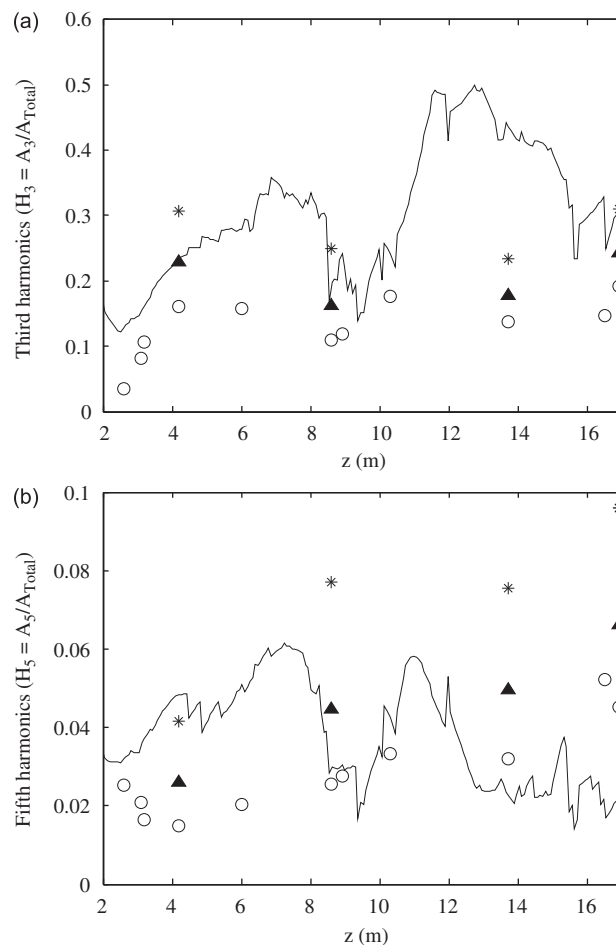 (a)
0.6
0.5
0.4
0.3
0.2
0.1
0
Third harmonics (H3 = A3/ATotal)
2 4 6 8 10 12 14 16
z (m)
(b)
0.1
0.08
0.06
0.04
0.02
0
Fifth harmonics (H5 = A5/ATotal)
2 4 6 8 10 12 14 16
z (m)